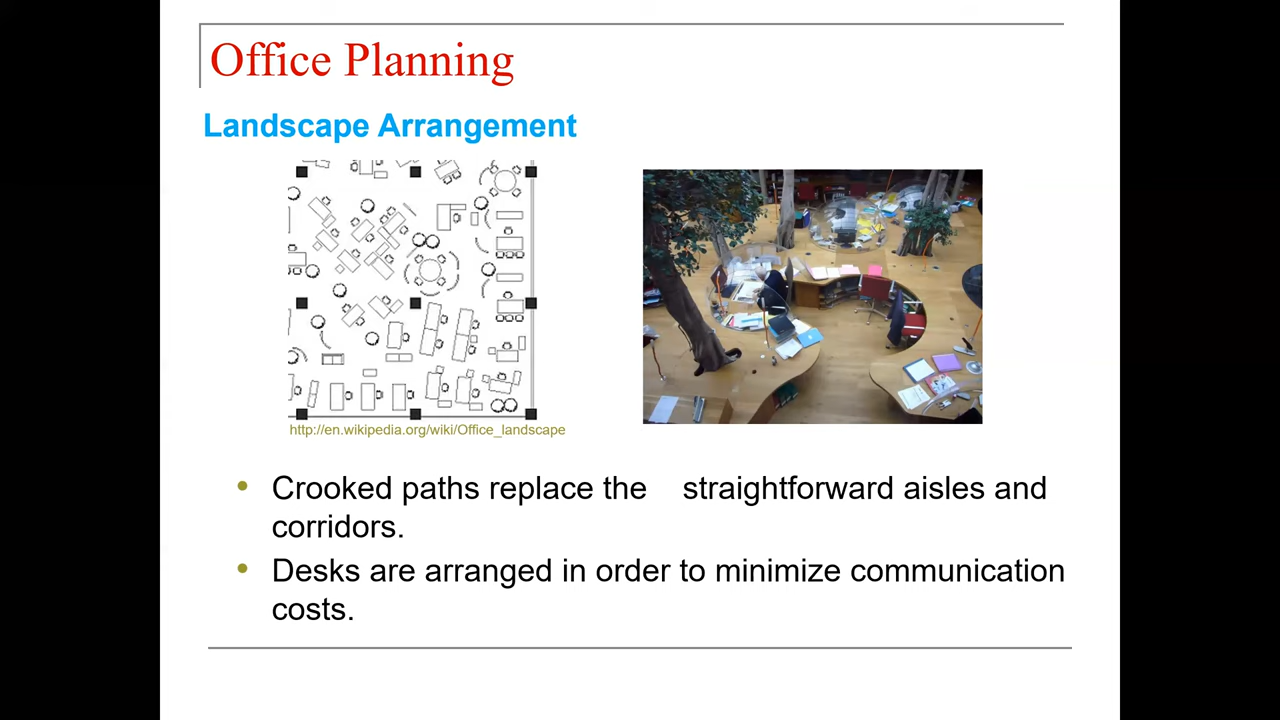 Office Planning
Landscape Arrangement
http://en.wikipedia.org/wiki/Office_landscape
• Crooked paths replace the straightforward aisles and
corridors.
• Desks are arranged in order to minimize communication
costs.